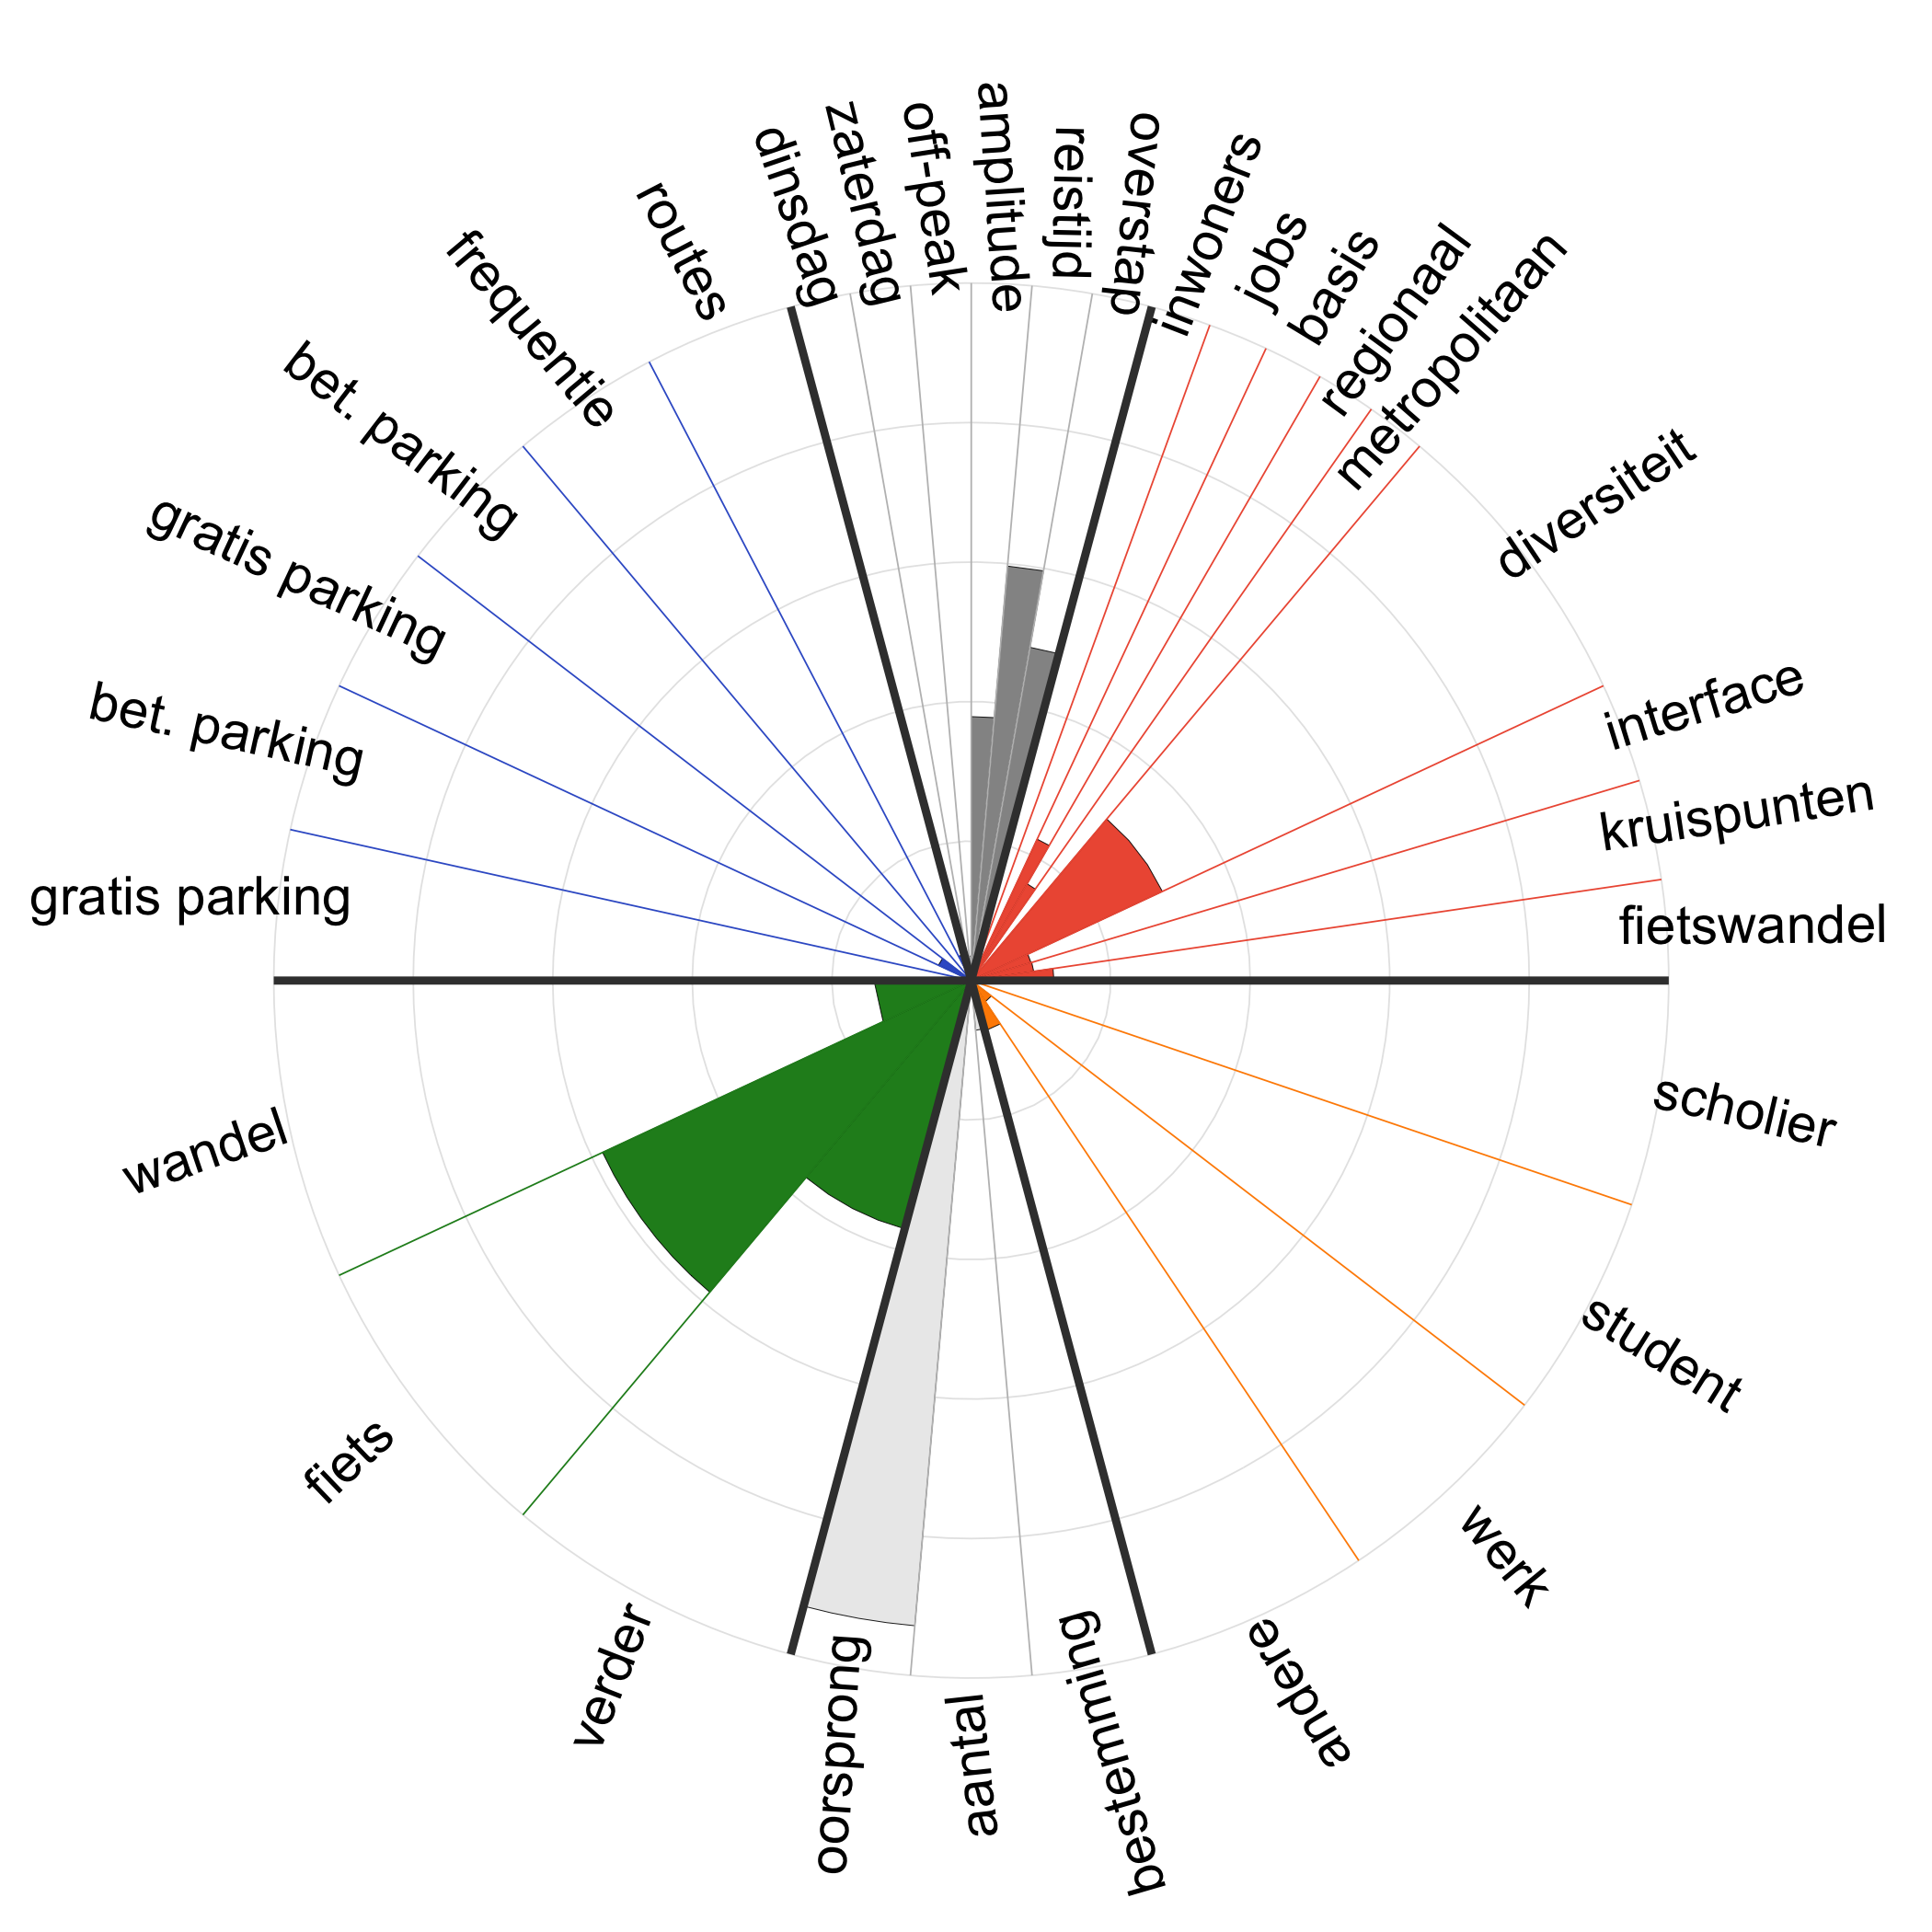 dinsdag
zaterdag
off-peak
amplitude
reistijd
overstap
inwoners
jobs
basis
regionaal
metropolitaan
diversiteit
interface
kruispunten
fietswandel
scholier
student
werk
andere
bestemming
aantal
oorsprong
verder
fiets
wandel
gratis parking
bet. parking
gratis parking
bet. parking
frequentie
routes